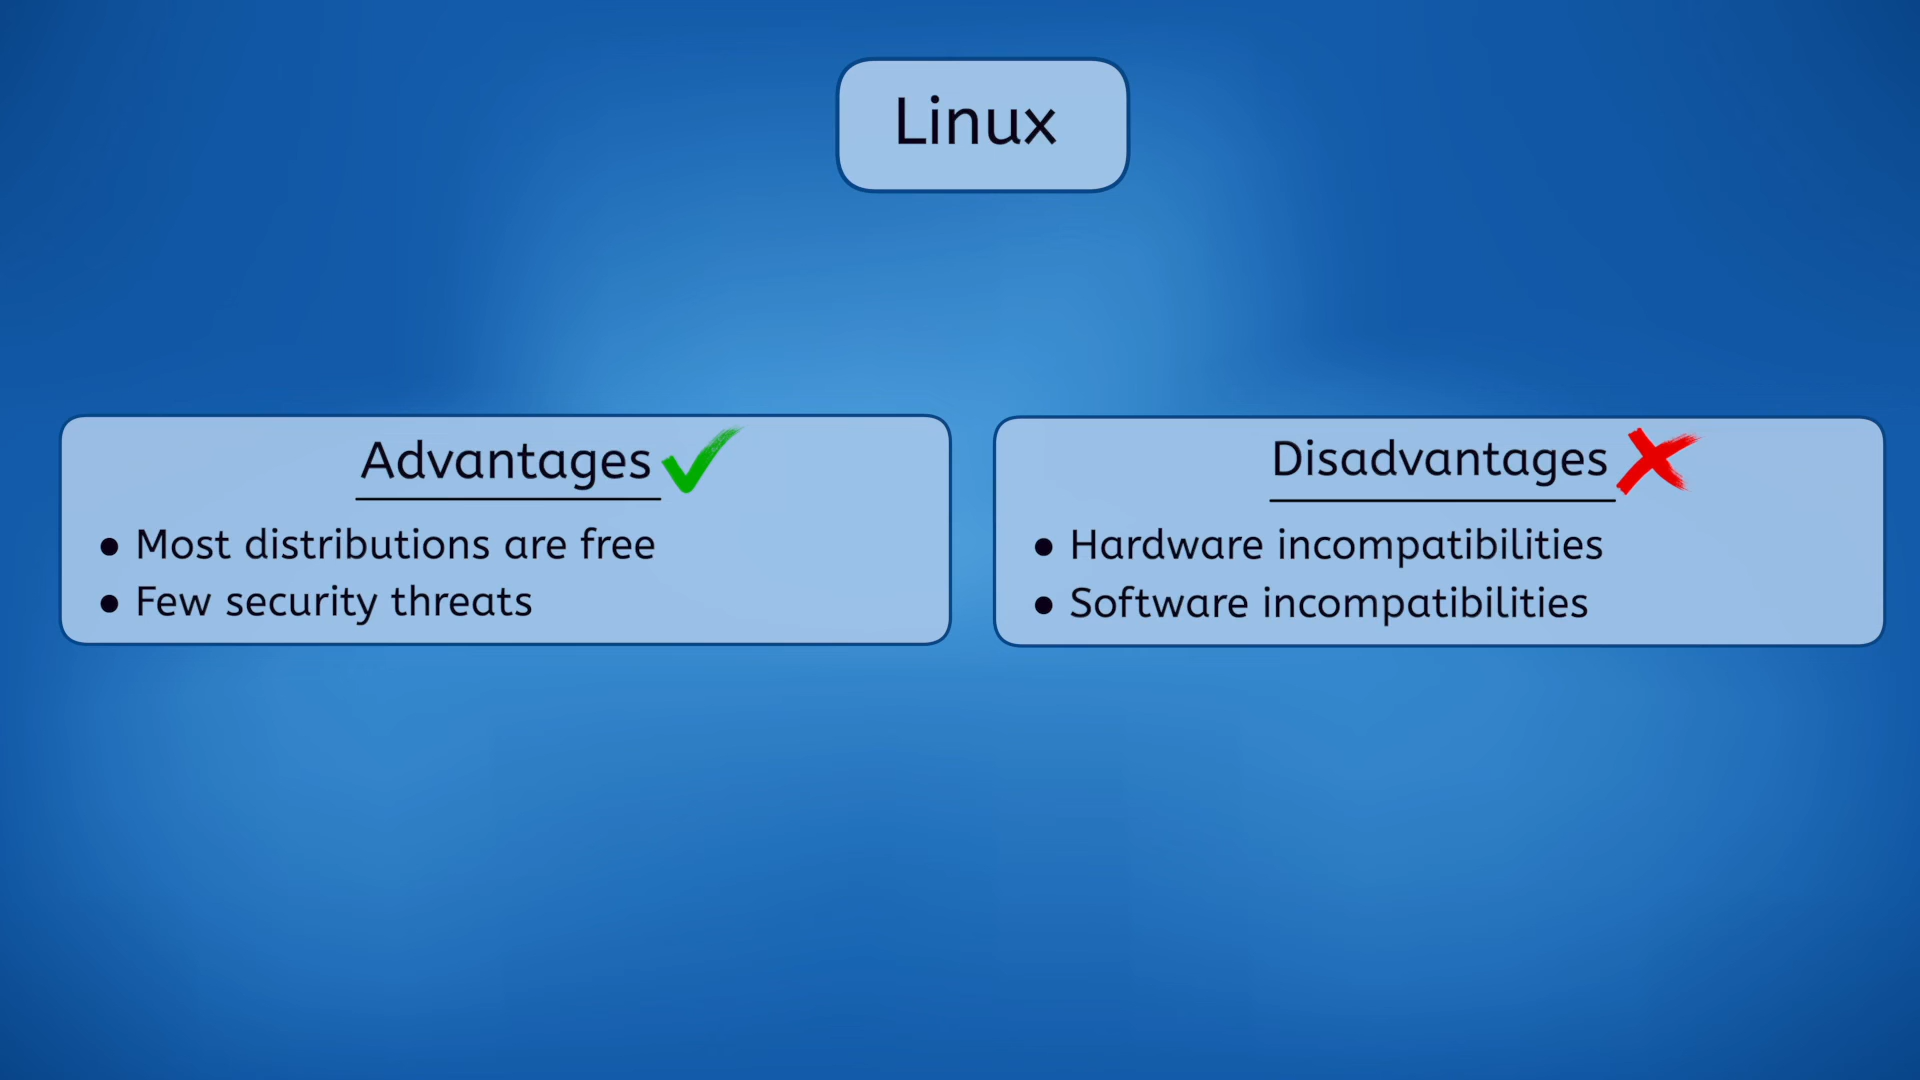 Linux
Advantages
● Most distributions are free
● Few security threats
Disadvantages
● Hardware incompatibilities
● Software incompatibilities